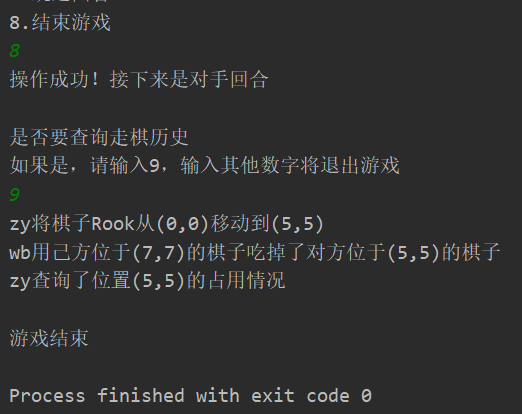 8.结束游戏
8
操作成功！接下来是对手回合
是否要查询走棋历史
如果是，请输入9，输入其他数字将退出游戏
9
zy将棋子Rook从(0,0)移动到(5,5)
wb用己方位于(7,7)的棋子吃掉了对方位于(5,5)的棋子
zy查询了位置(5,5)的占用情况
游戏结束
Process finished with exit code 0